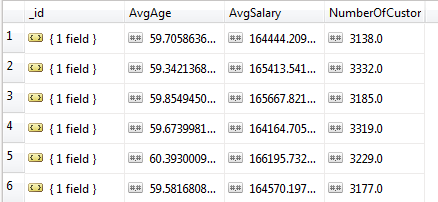 _id AvgAge AvgSalary NumberOfCustor
1 { 1 field } 59.7058636... 164444.209... 3138.0
2 { 1 field } 59.3421368... 165413.541... 3332.0
3 { 1 field } 59.8549450... 165667.821... 3185.0
4 { 1 field } 59.6739981... 164164.705... 3319.0
5 { 1 field } 60.3930009... 166195.732... 3229.0
6 { 1 field } 59.5816808... 164570.197... 3177.0